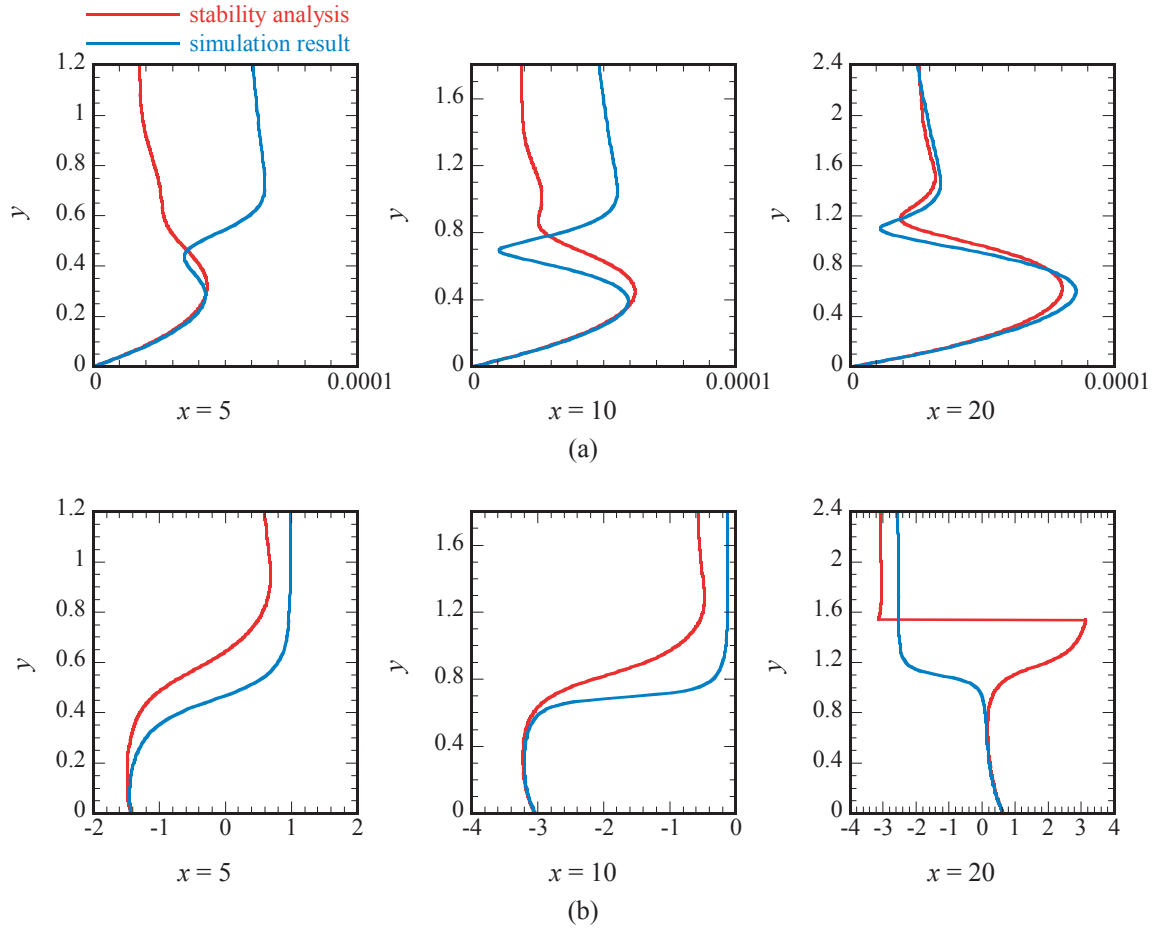 stability analysis
simulation result
1.2
1
0.8
0.6
0.4
0.2
0
y
0 0.0001
x = 5
1.6
1.2
0.8
0.4
0
y
0 0.0001
x = 10
2.4
2
1.6
1.2
0.8
0.4
0
y
0 0.0001
x = 20
(a)
1.2
1
0.8
0.6
0.4
0.2
0
y
-2 -1 0 1 2
x = 5
1.6
1.2
0.8
0.4
0
y
-4 -3 -2 -1 0
x = 10
2.4
2
1.6
1.2
0.8
0.4
0
y
-4 -3 -2 -1 0 1 2 3 4
x = 20
(b)